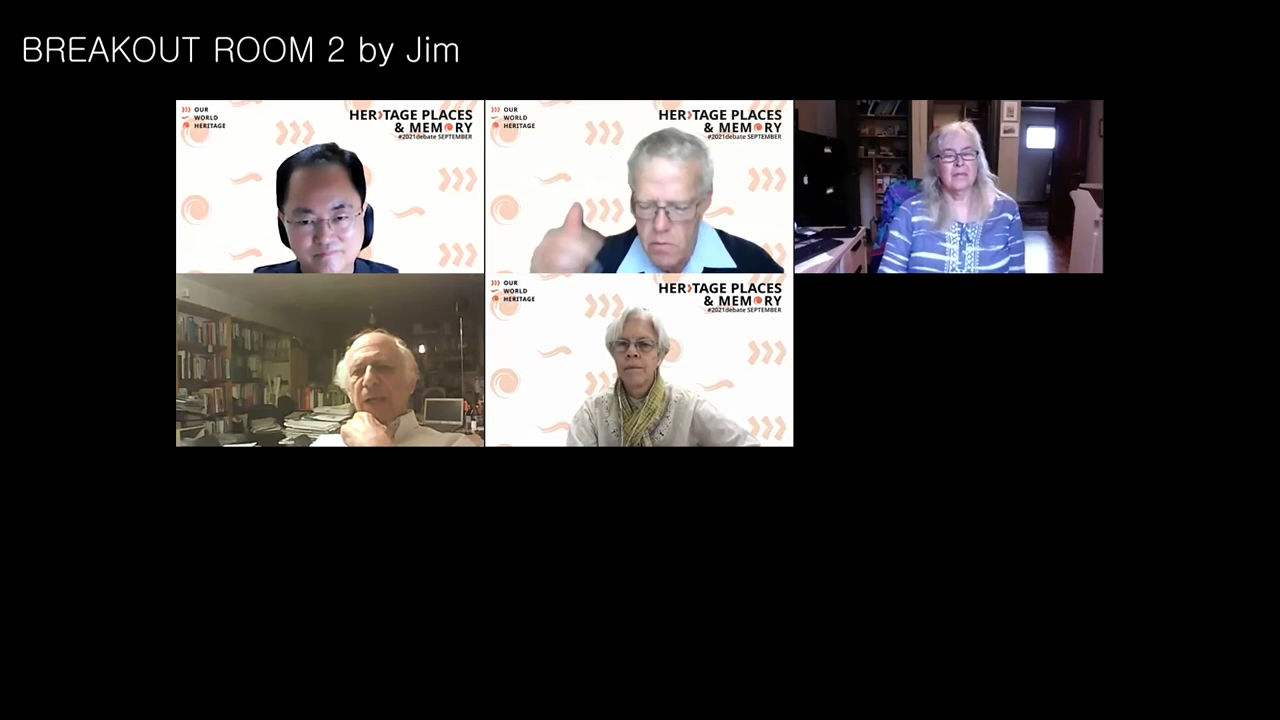 BREAKOUT ROOM 2 by Jim
OUR
WORLD
HERITAGE
HERITAGE PLACES
& MEMORY
#2021debate SEPTEMBER
OUR
WORLD
HERITAGE
HERITAGE PLACES
& MEMORY
#2021debate SEPTEMBER
OUR
WORLD
HERITAGE
HERITAGE PLACES
& MEMORY
#2021debate SEPTEMBER